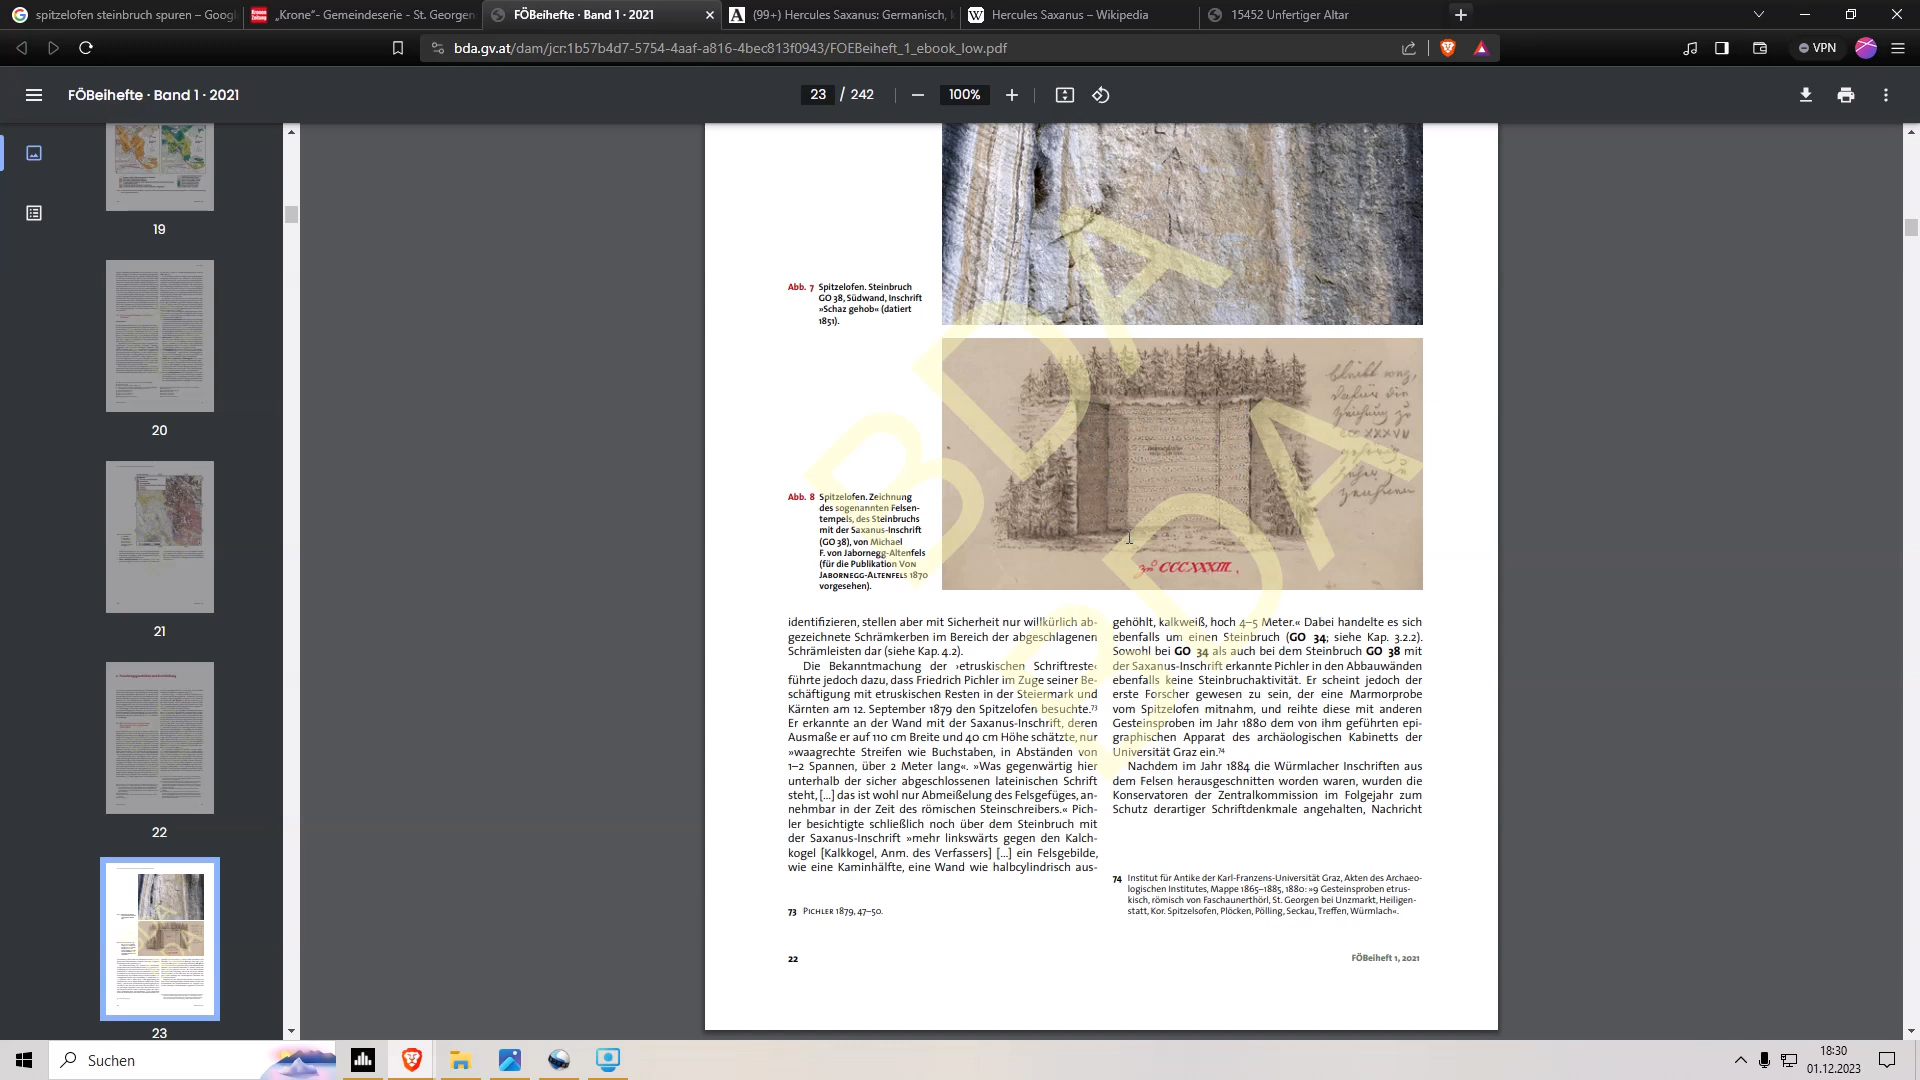 spitzelofen steinbruch spuren – Googl
„Krone“- Gemeindeserie - St. Georgen
FÖBeihefte · Band 1 · 2021
(99+) Hercules Saxanus: Germanisch,
Hercules Saxanus – Wikipedia
15452 Unfertiger Altar
bda.gv.at/dam/jcr:1b57b4d7-5754-4aaf-a816-4bec813f0943/FOEBeiheft_1_ebook_low.pdf
VPN
FÖBeihefte · Band 1 · 2021
23 / 242
100%
19
20
21
22
23
BDA
BDA
Abb. 7 Spitzelofen. Steinbruch
GO 38, Südwand, Inschrift
»Schaz gehob« (datiert
1851).
Abb. 8 Spitzelofen. Zeichnung
des sogenannten Felsen-
tempels, des Steinbruchs
mit der Saxanus-Inschrift
(GO 38), von Michael
F. von Jabornegg-Altenfels
(für die Publikation Von
Jabornegg-Altenfels 1870
vorgesehen).
CCCXXXIII.
identifizieren, stellen aber mit Sicherheit nur willkürlich ab-
gezeichnete Schrämkerben im Bereich der abgeschlagenen
Schrämleisten dar (siehe Kap. 4.2).
Die Bekanntmachung der ›etruskischen Schriftreste‹
führte jedoch dazu, dass Friedrich Pichler im Zuge seiner Be-
schäftigung mit etruskischen Resten in der Steiermark und
Kärnten am 12. September 1879 den Spitzelofen besuchte.73
Er erkannte an der Wand mit der Saxanus-Inschrift, deren
Ausmaße er auf 110 cm Breite und 40 cm Höhe schätzte, nur
»waagrechte Streifen wie Buchstaben, in Abständen von
1–2 Spannen, über 2 Meter lang«. »Was gegenwärtig hier
unterhalb der sicher abgeschlossenen lateinischen Schrift
steht, [...] das ist wohl nur Abmeißelung des Felsgefüges, an-
nehmbar in der Zeit des römischen Steinschreibers.« Pich-
ler besichtigte schließlich noch über dem Steinbruch mit
der Saxanus-Inschrift »mehr linkswärts gegen den Kalch-
kogel [Kalkkogel, Anm. des Verfassers] [...] ein Felsgebilde,
wie eine Kaminhälfte, eine Wand wie halbcylindrisch aus-
73 Pichler 1879, 47–50.
gehöhlt, kalkweiß, hoch 4–5 Meter.« Dabei handelte es sich
ebenfalls um einen Steinbruch (GO 34; siehe Kap. 3.2.2).
Sowohl bei GO 34 als auch bei dem Steinbruch GO 38 mit
der Saxanus-Inschrift erkannte Pichler in den Abbauwänden
ebenfalls keine Steinbruchaktivität. Er scheint jedoch der
erste Forscher gewesen zu sein, der eine Marmorprobe
vom Spitzelofen mitnahm, und reihte diese mit anderen
Gesteinsproben im Jahr 1880 dem von ihm geführten epi-
graphischen Apparat des archäologischen Kabinetts der
Universität Graz ein.74
Nachdem im Jahr 1884 die Würmlacher Inschriften aus
dem Felsen herausgeschnitten worden waren, wurden die
Konservatoren der Zentralkommission im Folgejahr zum
Schutz derartiger Schriftdenkmale angehalten, Nachricht
74 Institut für Antike der Karl-Franzens-Universität Graz, Akten des Archaeo-
logischen Institutes, Mappe 1865–1885, 1880: »9 Gesteinsproben etrus-
kisch, römisch von Faschaunerthörl, St. Georgen bei Unzmarkt, Heiligen-
statt, Kor. Spitzelsofen, Plöcken, Pölling, Seckau, Treffen, Würmlach«.
22
FÖBeiheft 1, 2021
Suchen
18:30
01.12.2023